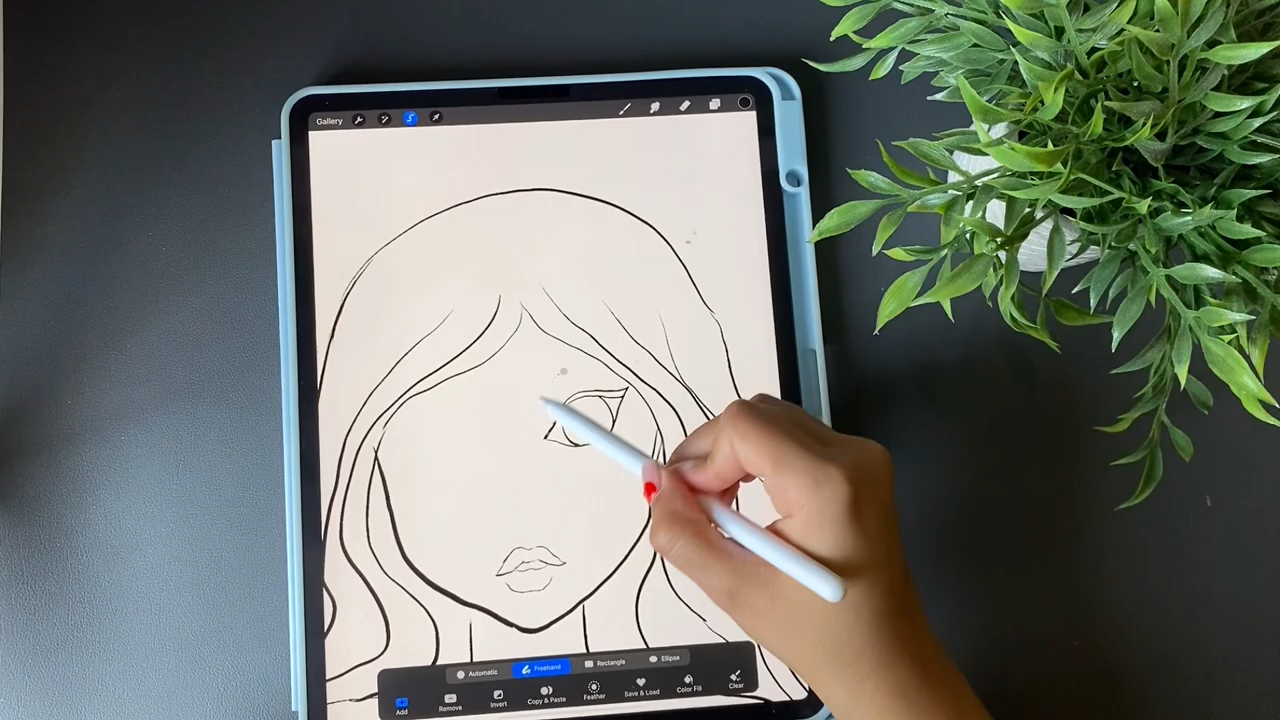 Gallery
Automatic Freehand Rectangle Ellipse
Add Remove Invert Copy & Paste Feather Save & Load Color Fill Clear